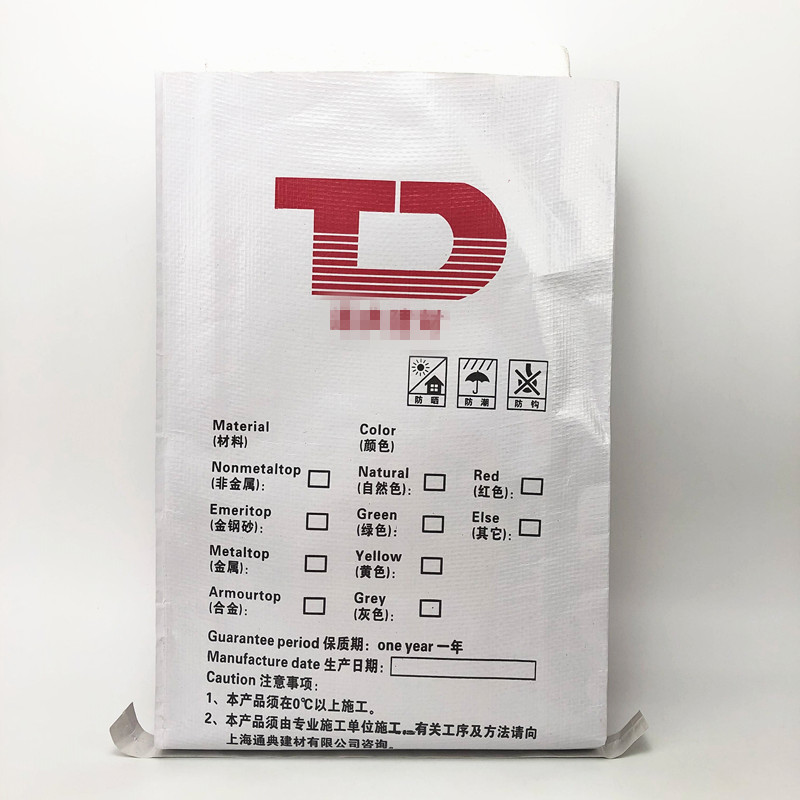 TD
防晒 防潮 防钩
Material Color
(材料) (颜色)
Nonmetaltop Natural Red
(非金属): (自然色): (红色):
Emeritop Green Else
(金钢砂): (绿色): (其它):
Metaltop Yellow
(金属): (黄色):
Armourtop Grey
(合金): (灰色):
Guarantee period 保质期: one year 一年
Manufacture date 生产日期:
Caution 注意事项:
1、本产品须在0℃以上施工。
2、本产品须由专业施工单位施工。有关工序及方法请向
上海通典建材有限公司咨询。